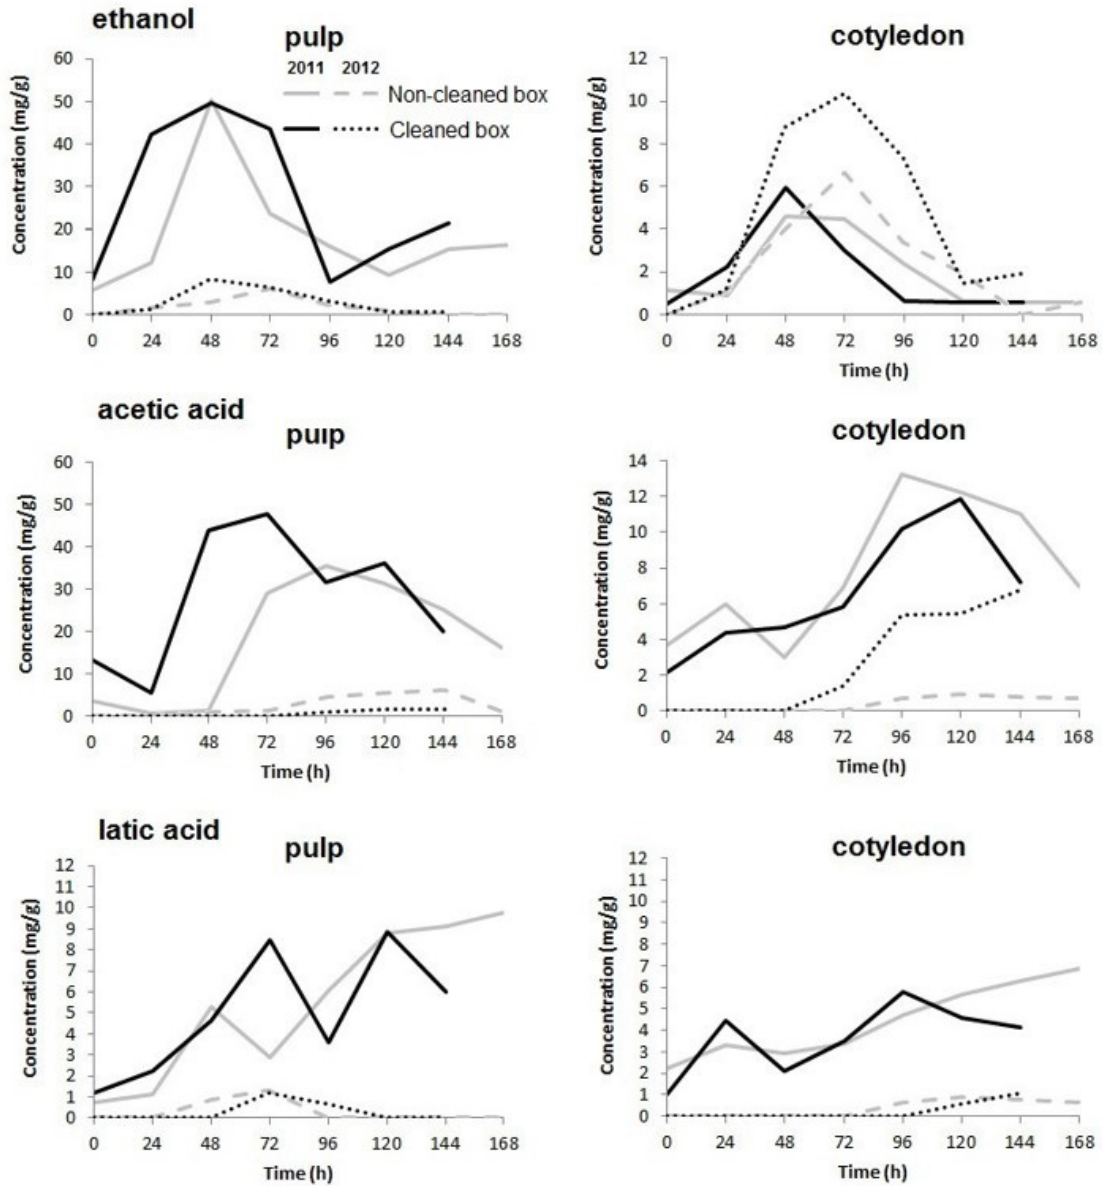 ethanol
pulp
2011 2012
Non-cleaned box
Cleaned box
Concentration (mg/g)
60
50
40
30
20
10
0
0 24 48 72 96 120 144 168
cotyledon
Concentration (mg/g)
12
10
8
6
4
2
0
0 24 48 72 96 120 144 168
Time (h)
acetic acid
pulp
Concentration (mg/g)
60
50
40
30
20
10
0
0 24 48 72 96 120 144 168
Time (h)
cotyledon
Concentration (mg/g)
14
12
10
8
6
4
2
0
0 24 48 72 96 120 144 168
Time (h)
latic acid
pulp
Concentration (mg/g)
12
11
10
9
8
7
6
5
4
3
2
1
0
0 24 48 72 96 120 144 168
Time (h)
cotyledon
Concentration (mg/g)
12
11
10
9
8
7
6
5
4
3
2
1
0
0 24 48 72 96 120 144 168
Time (h)